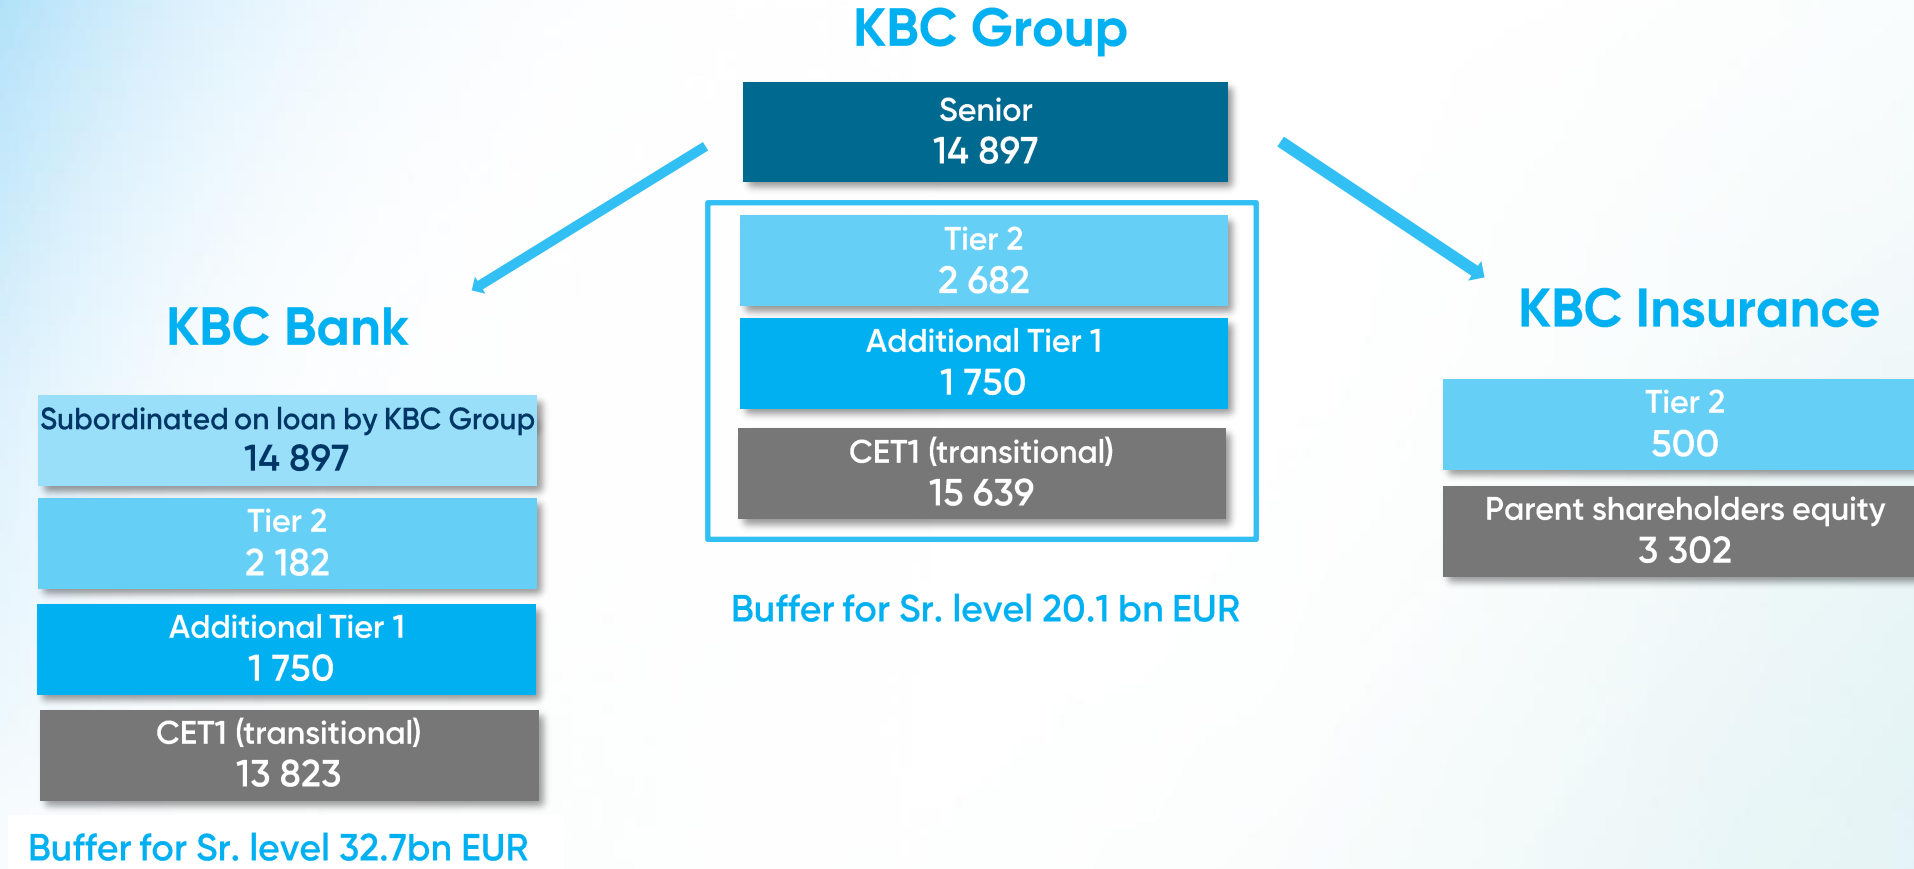 KBC Group
Senior
14 897
Tier 2
2 682
Additional Tier 1
1 750
CET1 (transitional)
15 639
Buffer for Sr. level 20.1 bn EUR
KBC Bank
Subordinated on loan by KBC Group
14 897
Tier 2
2 182
Additional Tier 1
1 750
CET1 (transitional)
13 823
Buffer for Sr. level 32.7bn EUR
KBC Insurance
Tier 2
500
Parent shareholders equity
3 302